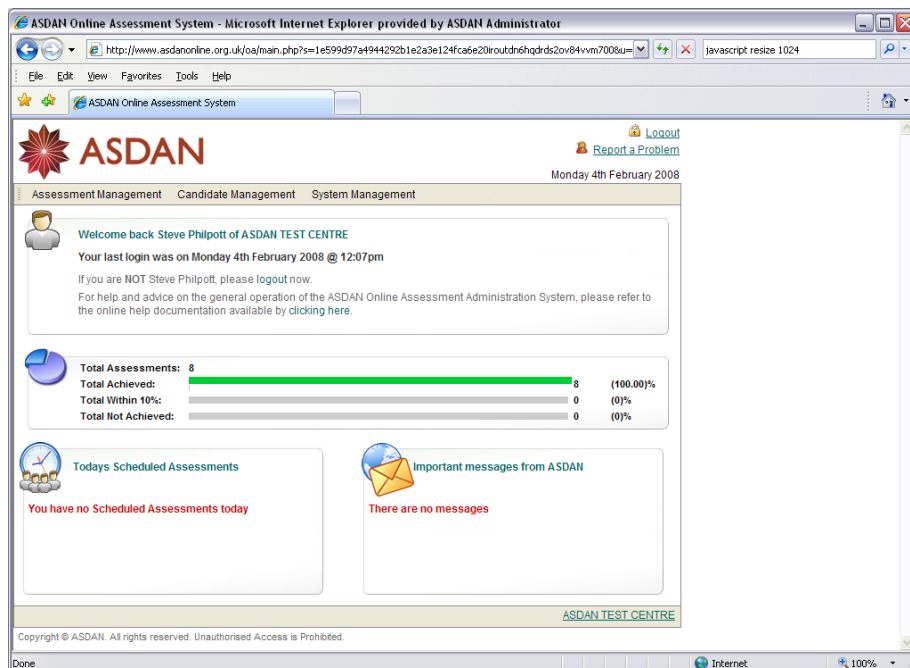 ASDAN Online Assessment System - Microsoft Internet Explorer provided by ASDAN Administrator
http://www.asdanonline.org.uk/oa/main.php?s=1e599d97a4944292b1e2a3e124fca6e20iroutdn6hqdrds2ov84vvm700&u=
javascript resize 1024
File Edit View Favorites Tools Help
ASDAN Online Assessment System
ASDAN
Logout
Report a Problem
Monday 4th February 2008
Assessment Management Candidate Management System Management
Welcome back Steve Philpott of ASDAN TEST CENTRE
Your last login was on Monday 4th February 2008 @ 12:07pm
If you are NOT Steve Philpott, please logout now.
For help and advice on the general operation of the ASDAN Online Assessment Administration System, please refer to
the online help documentation available by clicking here.
Total Assessments: 8
Total Achieved: 8 (100.00)%
Total Within 10%: 0 (0)%
Total Not Achieved: 0 (0)%
Todays Scheduled Assessments
You have no Scheduled Assessments today
Important messages from ASDAN
There are no messages
ASDAN TEST CENTRE
Copyright © ASDAN. All rights reserved. Unauthorised Access is Prohibited.
Done Internet 100%